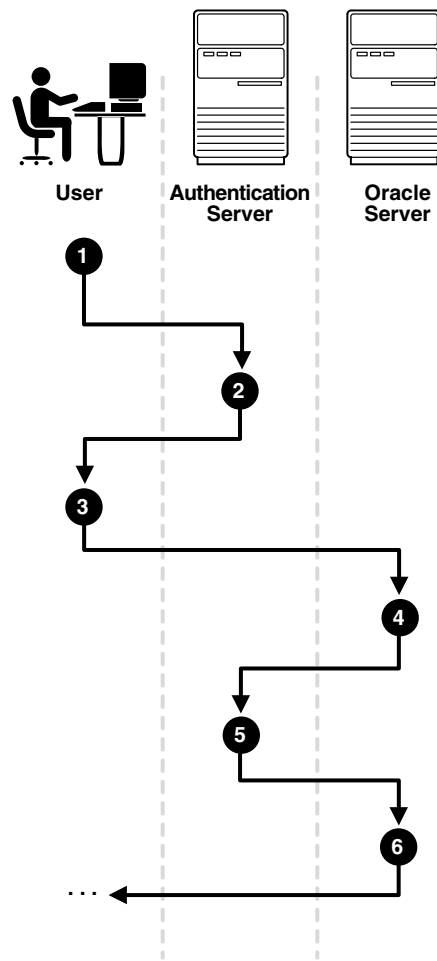 User
Authentication
Server
Oracle
Server
1
2
3
4
5
6
...